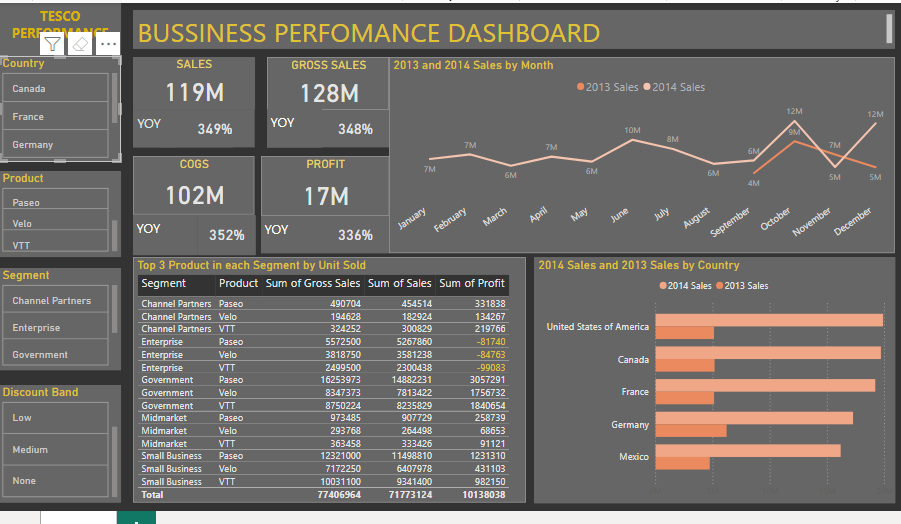 TESCO
PERFORMANCE
BUSSINESS PERFOMANCE DASHBOARD
Country
Canada
France
Germany
Product
Paseo
Velo
VTT
Segment
Channel Partners
Enterprise
Government
Discount Band
Low
Medium
None
SALES
119M
YOY 349%
GROSS SALES
128M
YOY 348%
COGS
102M
YOY 352%
PROFIT
17M
YOY 336%
2013 and 2014 Sales by Month
2013 Sales 2014 Sales
7M 7M 6M 7M 6M 10M 8M 6M 6M 4M 12M 9M 7M 5M 12M 5M
January February March April May June July August September October November December
Top 3 Product in each Segment by Unit Sold
Segment Product Sum of Gross Sales Sum of Sales Sum of Profit
Channel Partners Paseo 490704 454514 331838
Channel Partners Velo 194628 182924 134267
Channel Partners VTT 324252 300829 219766
Enterprise Paseo 5572500 5267860 -81740
Enterprise Velo 3818750 3581238 -84763
Enterprise VTT 2499500 2300438 -99083
Government Paseo 16253973 14882231 3057291
Government Velo 8347373 7813422 1756732
Government VTT 8750224 8235829 1840654
Midmarket Paseo 973485 907729 258739
Midmarket Velo 293768 264498 68653
Midmarket VTT 363458 333426 91121
Small Business Paseo 12321000 11498810 1231310
Small Business Velo 7172250 6407978 431103
Small Business VTT 10031100 9341400 982150
Total 77406964 71773124 10138038
2014 Sales and 2013 Sales by Country
2014 Sales 2013 Sales
United States of America
Canada
France
Germany
Mexico